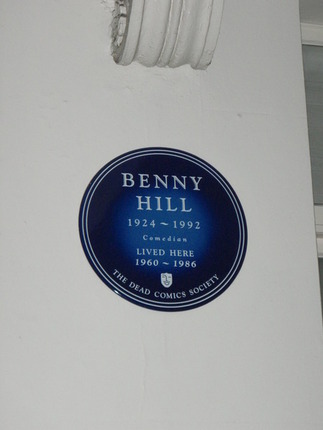 BENNY
HILL
1924 ~ 1992
Comedian
LIVED HERE
1960 ~ 1986
THE DEAD COMICS SOCIETY